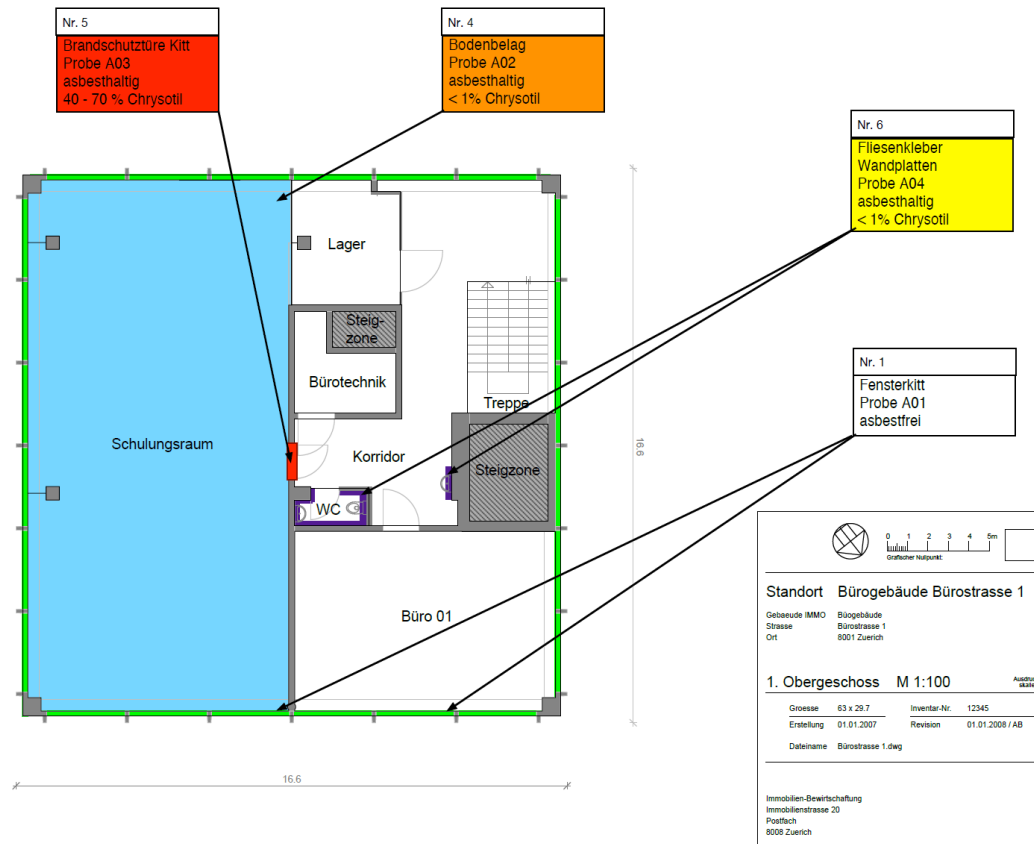 Nr. 5
Brandschutztüre Kitt
Probe A03
asbesthaltig
40 - 70 % Chrysotil
Nr. 4
Bodenbelag
Probe A02
asbesthaltig
< 1% Chrysotil
Nr. 6
Fliesenkleber
Wandplatten
Probe A04
asbesthaltig
< 1% Chrysotil
Nr. 1
Fensterkitt
Probe A01
asbestfrei
Lager
Steig-
zone
Bürotechnik
Treppe
Schulungsraum
Korridor
Steigzone
WC
Büro 01
16.6
16.6
0 1 2 3 4 5m
Grafischer Nullpunkt:
Standort Bürogebäude Bürostrasse 1
Gebaeude IMMO Büogebäude
Strasse Bürostrasse 1
Ort 8001 Zuerich
1. Obergeschoss M 1:100
Groesse 63 x 29.7 Inventar-Nr. 12345
Erstellung 01.01.2007 Revision 01.01.2008 / AB
Dateiname Bürostrasse 1.dwg
Immobilien-Bewirtschaftung
Immobilienstrasse 20
Postfach
8008 Zuerich